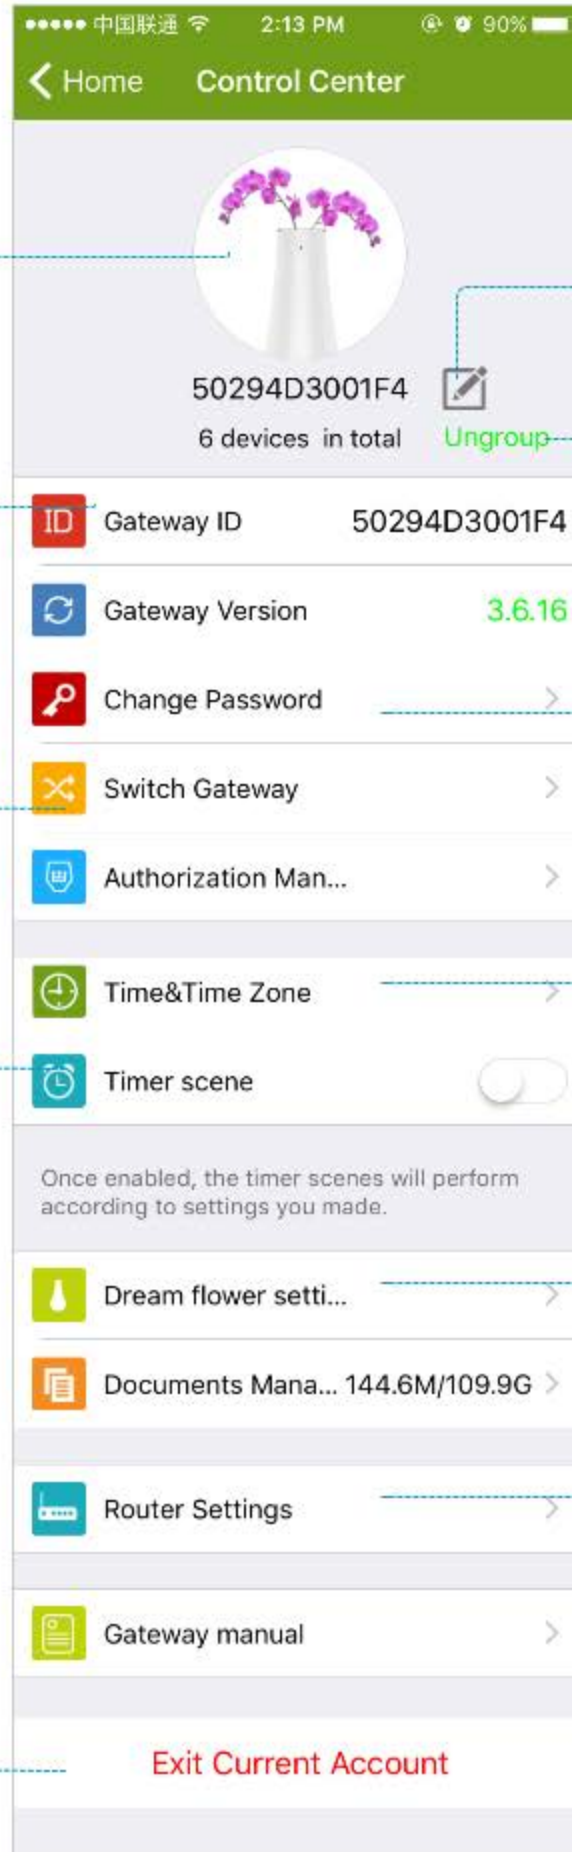 中国联通 2:13 PM 90%
Home Control Center
50294D3001F4
6 devices in total Ungroup
ID Gateway ID 50294D3001F4
Gateway Version 3.6.16
Change Password
Switch Gateway
Authorization Man...
Time&Time Zone
Timer scene
Once enabled, the timer scenes will perform
according to settings you made.
Dream flower setti...
Documents Mana... 144.6M/109.9G
Router Settings
Gateway manual
Exit Current Account